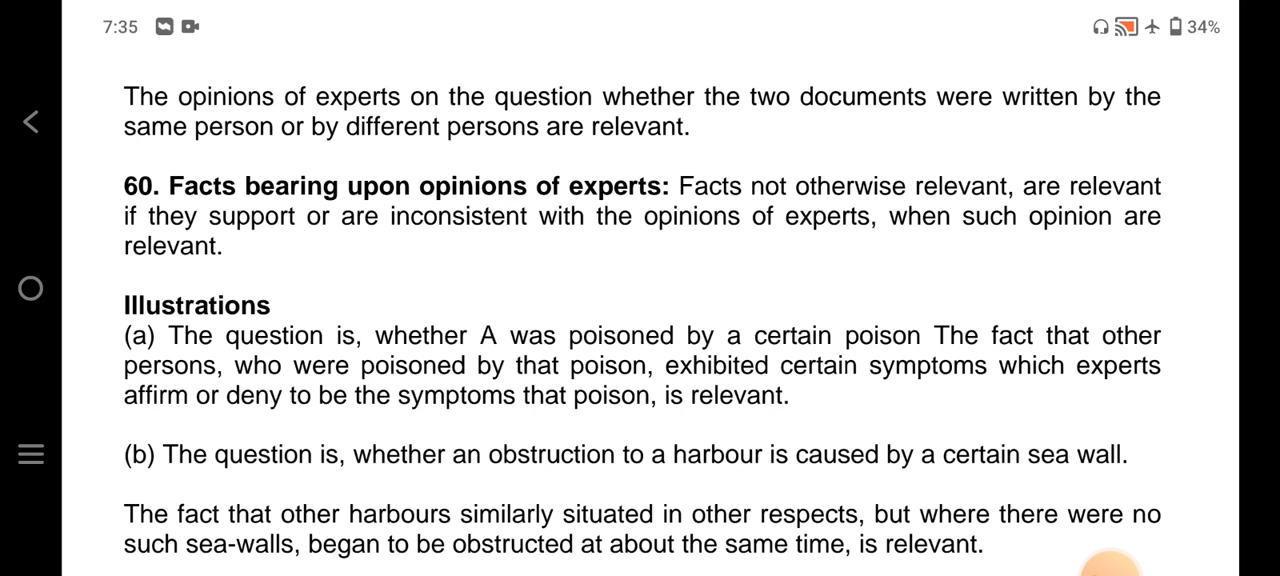 7:35
34%
The opinions of experts on the question whether the two documents were written by the
same person or by different persons are relevant.
60. Facts bearing upon opinions of experts: Facts not otherwise relevant, are relevant
if they support or are inconsistent with the opinions of experts, when such opinion are
relevant.
Illustrations
(a) The question is, whether A was poisoned by a certain poison The fact that other
persons, who were poisoned by that poison, exhibited certain symptoms which experts
affirm or deny to be the symptoms that poison, is relevant.
(b) The question is, whether an obstruction to a harbour is caused by a certain sea wall.
The fact that other harbours similarly situated in other respects, but where there were no
such sea-walls, began to be obstructed at about the same time, is relevant.